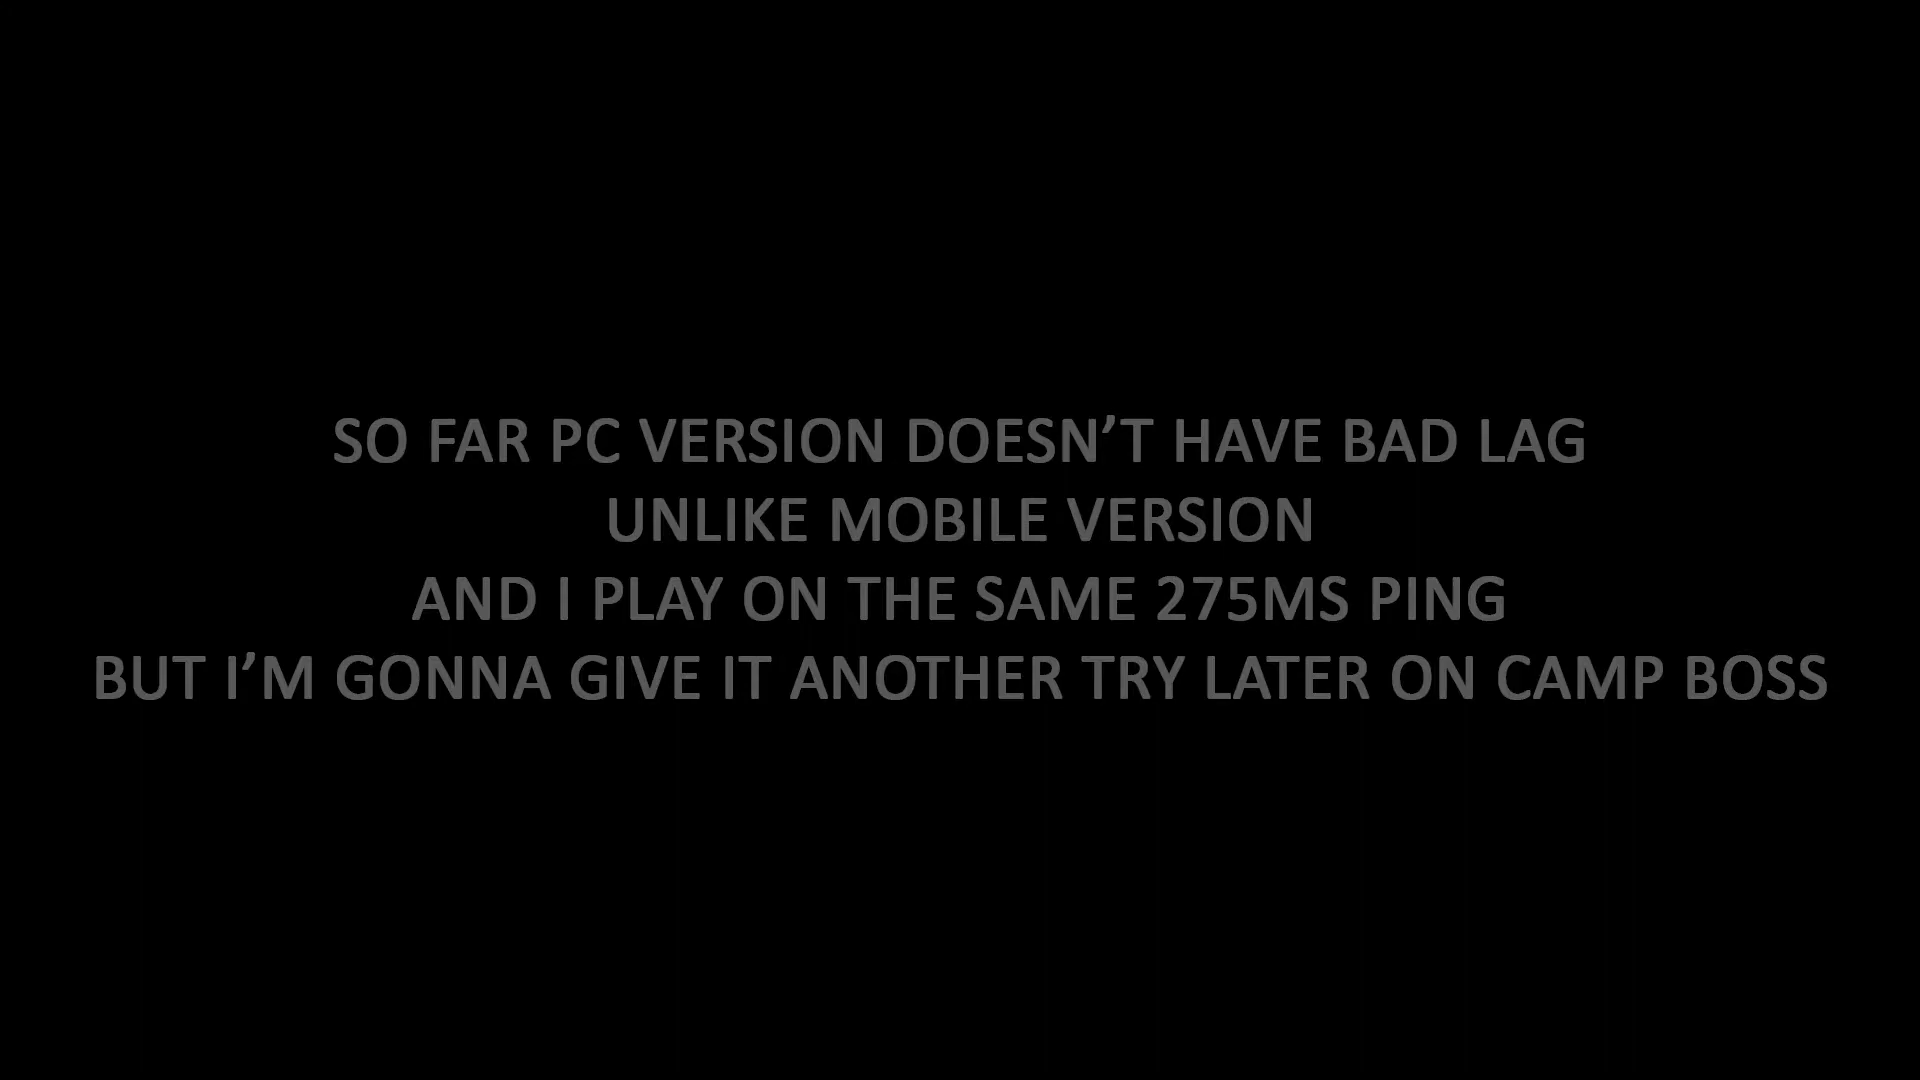 SO FAR PC VERSION DOESN’T HAVE BAD LAG
UNLIKE MOBILE VERSION
AND I PLAY ON THE SAME 275MS PING
BUT I’M GONNA GIVE IT ANOTHER TRY LATER ON CAMP BOSS